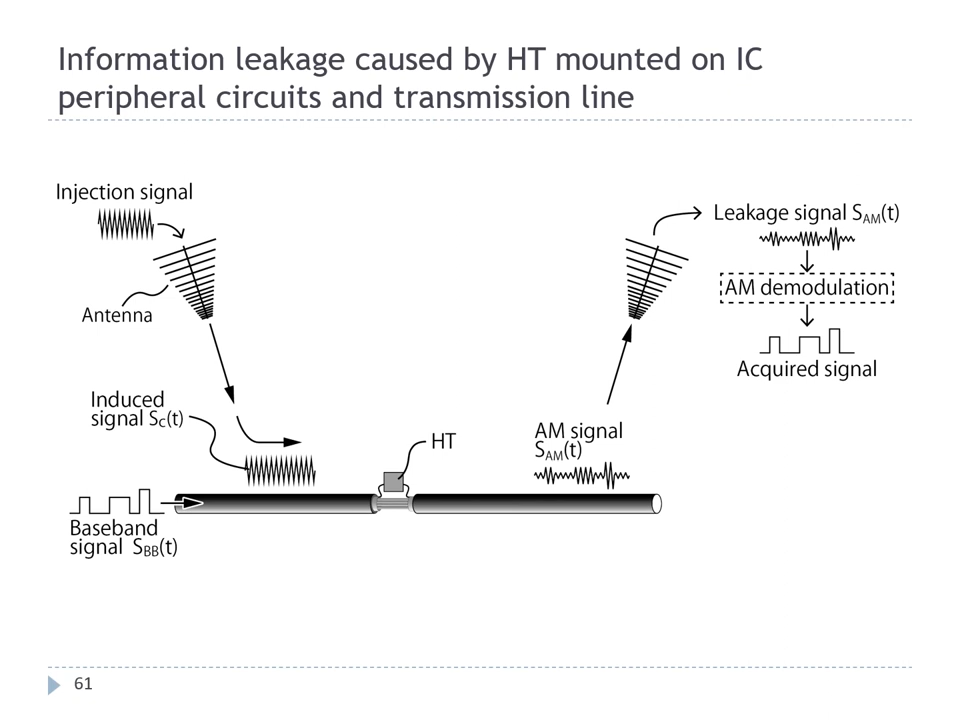 Information leakage caused by HT mounted on IC
peripheral circuits and transmission line
Injection signal
Antenna
Induced
signal Sc(t)
Baseband
signal SBB(t)
HT
AM signal
SAM(t)
Leakage signal SAM(t)
AM demodulation
Acquired signal
61